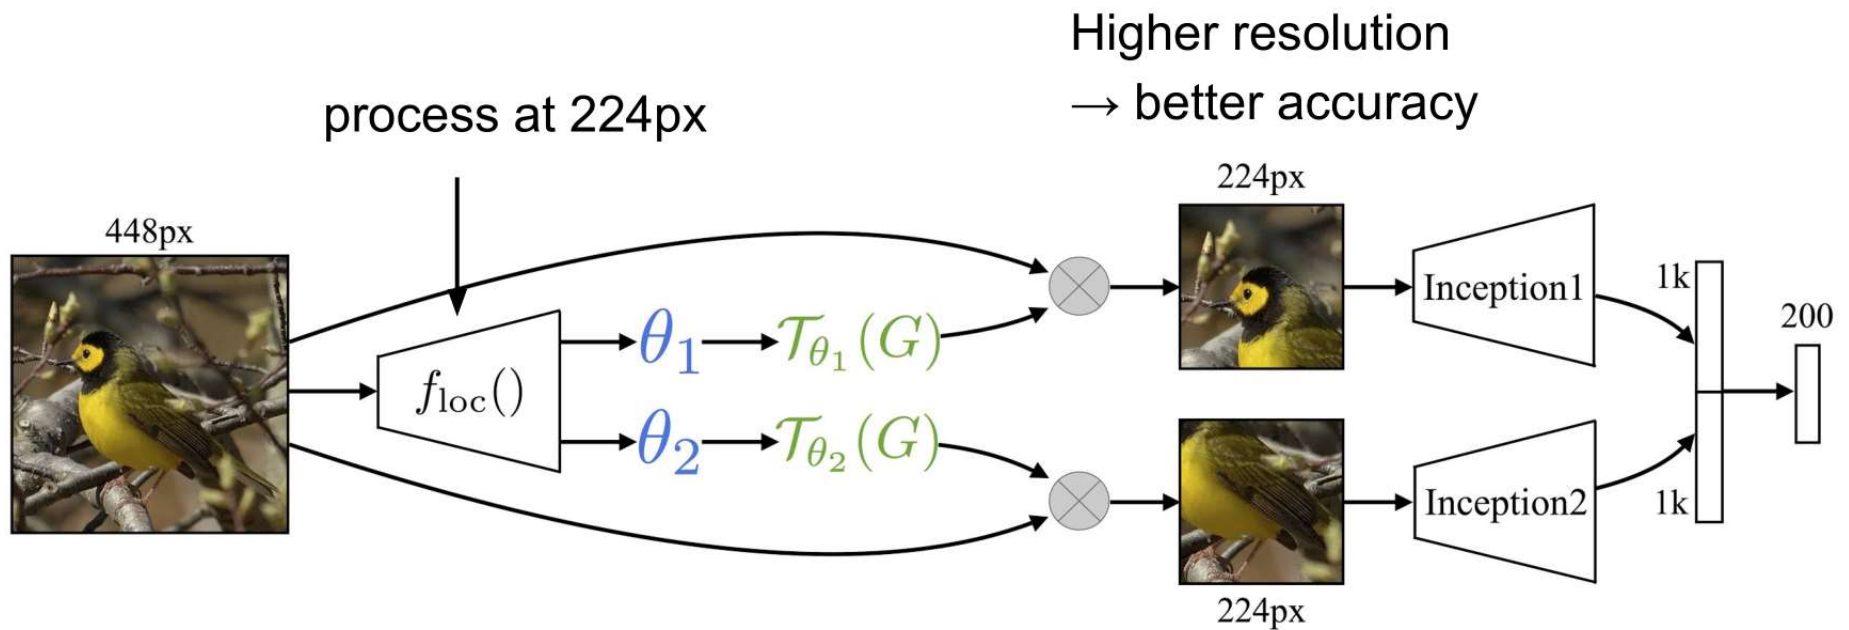 Higher resolution
→ better accuracy
process at 224px
448px
f_loc()
θ₁
𝒯_θ₁(G)
θ₂
𝒯_θ₂(G)
224px
Inception1
1k
200
Inception2
1k
224px